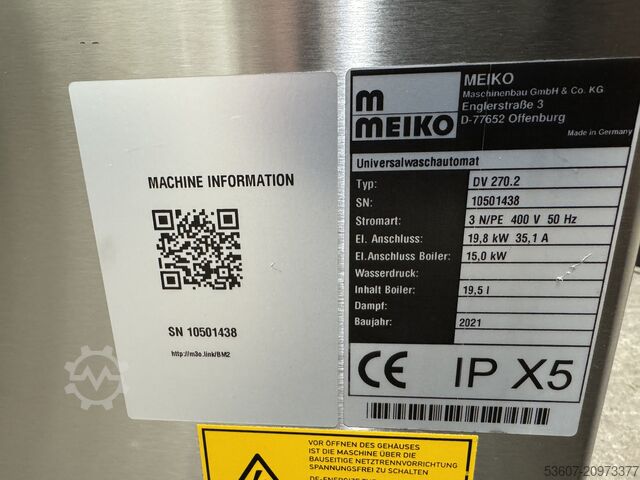 MACHINE INFORMATION
SN 10501438
http://m3o.link/BM2
m
MEIKO
MEIKO
Maschinenbau GmbH & Co. KG
Englerstraße 3
D-77652 Offenburg
Made in Germany
Universalwaschautomat
Typ: DV 270.2
SN: 10501438
Stromart: 3 N/PE 400 V 50 Hz
El. Anschluss: 19,8 kW 35,1 A
El.Anschluss Boiler: 15,0 kW
Wasserdruck:
Inhalt Boiler: 19,5 l
Dampf:
Baujahr: 2021
CE IP X5
VOR ÖFFNEN DES GEHÄUSES
IST DIE MASCHINE ÜBER DIE
BAUSEITIGE NETZTRENNVORRICHTUNG
SPANNUNGSFREI ZU SCHALTEN
53607-20973377